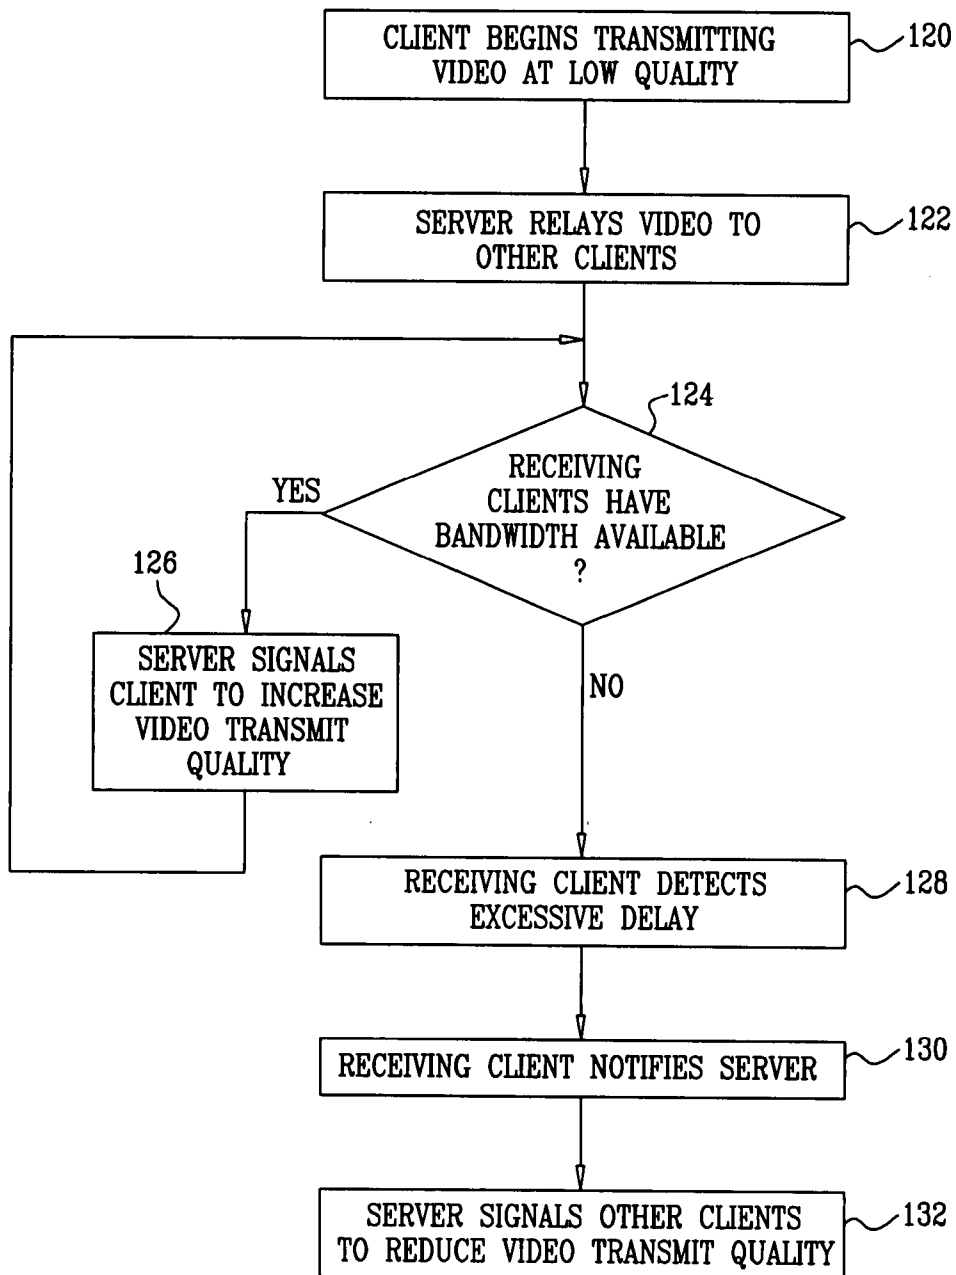 CLIENT BEGINS TRANSMITTING
VIDEO AT LOW QUALITY
120
SERVER RELAYS VIDEO TO
OTHER CLIENTS
122
124
RECEIVING
CLIENTS HAVE
BANDWIDTH AVAILABLE
?
YES
126
SERVER SIGNALS
CLIENT TO INCREASE
VIDEO TRANSMIT
QUALITY
NO
RECEIVING CLIENT DETECTS
EXCESSIVE DELAY
128
RECEIVING CLIENT NOTIFIES SERVER
130
SERVER SIGNALS OTHER CLIENTS
TO REDUCE VIDEO TRANSMIT QUALITY
132